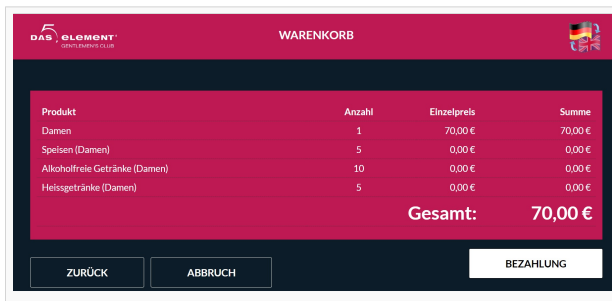 DAS 5 ELEMENT
GENTLEMEN'S CLUB
WARENKORB
Produkt Anzahl Einzelpreis Summe
Damen 1 70,00 € 70,00 €
Speisen (Damen) 5 0,00 € 0,00 €
Alkoholfreie Getränke (Damen) 10 0,00 € 0,00 €
Heissgetränke (Damen) 5 0,00 € 0,00 €
Gesamt: 70,00 €
ZURÜCK ABBRUCH BEZAHLUNG